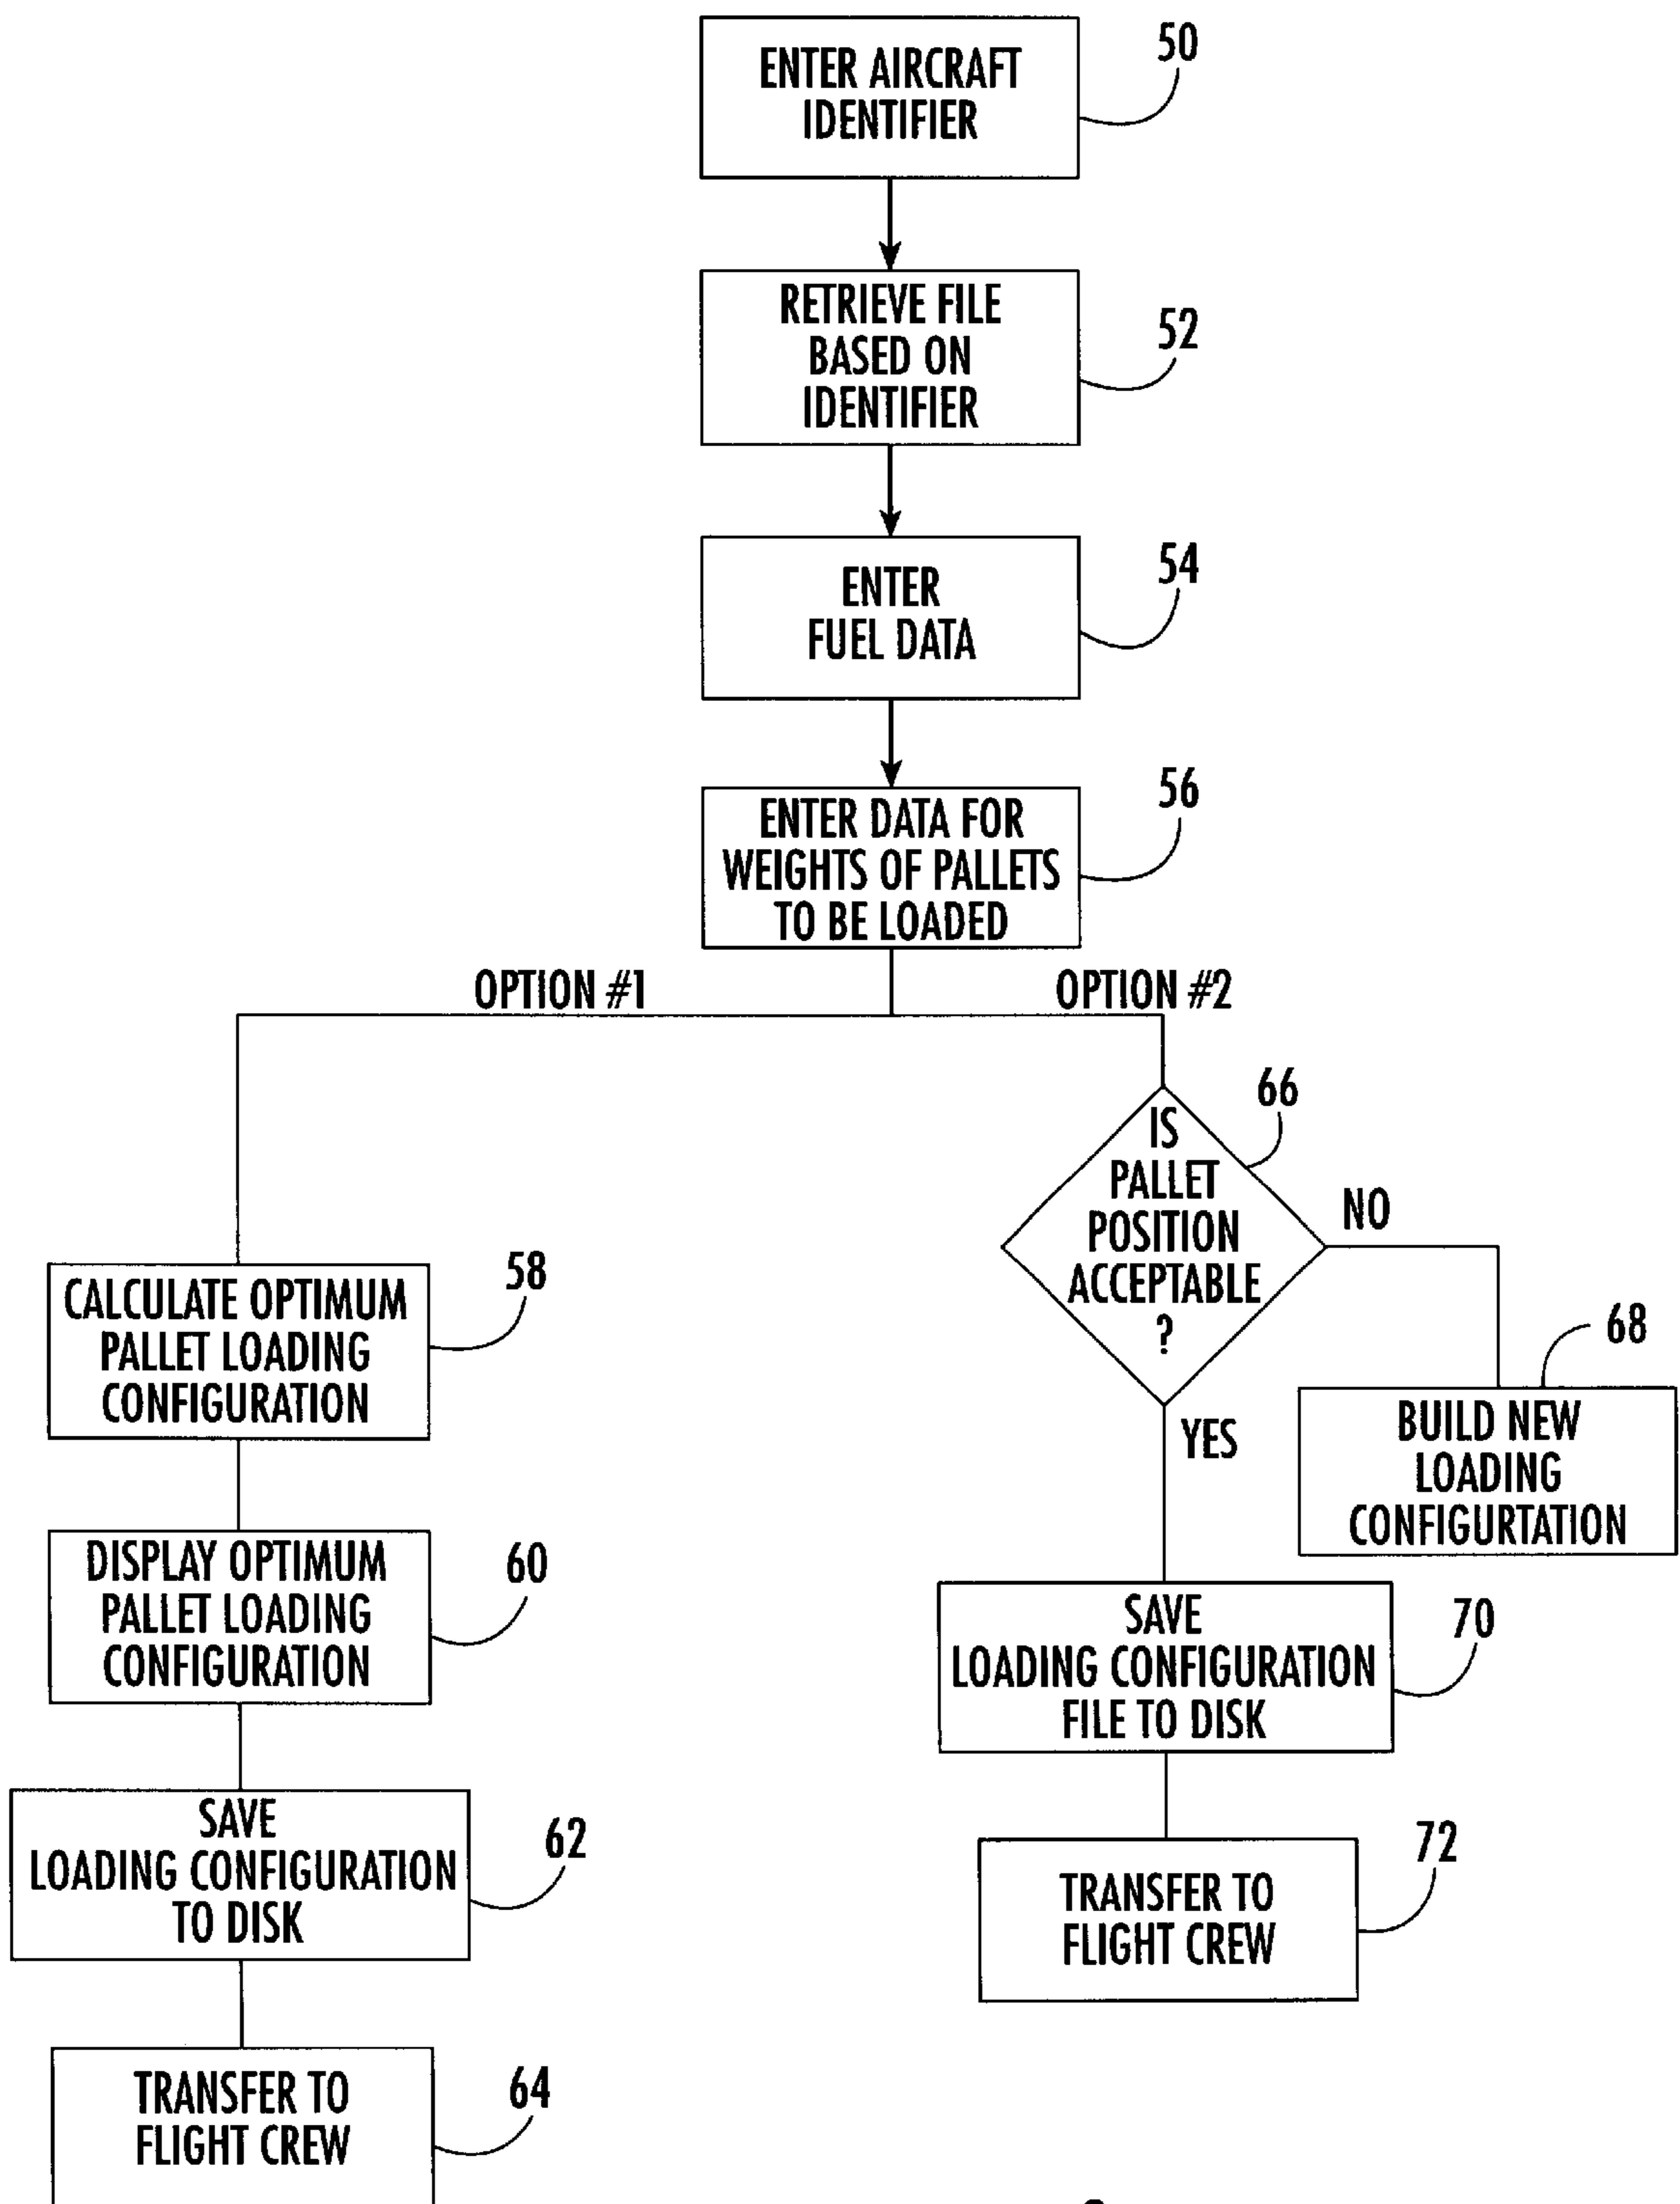 ENTER AIRCRAFT
IDENTIFIER
50
RETRIEVE FILE
BASED ON
IDENTIFIER
52
ENTER
FUEL DATA
54
ENTER DATA FOR
WEIGHTS OF PALLETS
TO BE LOADED
56
OPTION #1
OPTION #2
CALCULATE OPTIMUM
PALLET LOADING
CONFIGURATION
58
DISPLAY OPTIMUM
PALLET LOADING
CONFIGURATION
60
SAVE
LOADING CONFIGURATION
TO DISK
62
TRANSFER TO
FLIGHT CREW
64
IS
PALLET
POSITION
ACCEPTABLE
?
66
NO
BUILD NEW
LOADING
CONFIGURTATION
68
YES
SAVE
LOADING CONFIGURATION
FILE TO DISK
70
TRANSFER TO
FLIGHT CREW
72